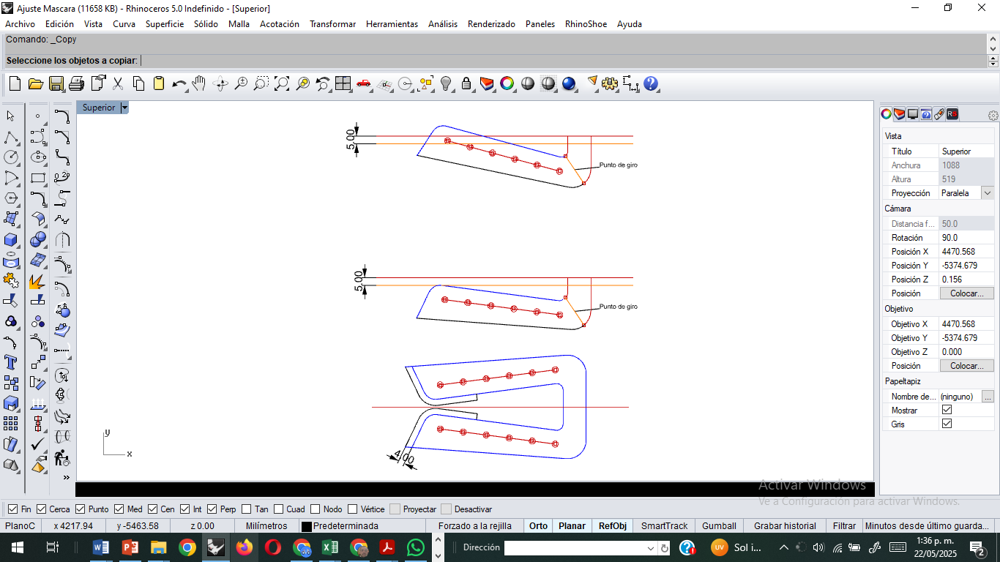 Ajuste Mascara (11658 KB) - Rhinoceros 5.0 Indefinido - [Superior]
Archivo Edición Vista Curva Superficie Sólido Malla Acotación Transformar Herramientas Análisis Renderizado Paneles RhinoShoe Ayuda
Comando: _Copy
Seleccione los objetos a copiar:
Superior
5.00
Punto de giro
5.00
Punto de giro
4.00
y
x
Vista
Título Superior
Anchura 1088
Altura 519
Proyección Paralela
Cámara
Distancia f... 50.0
Rotación 90.0
Posición X 4470.568
Posición Y -5374.679
Posición Z 0.156
Posición Colocar...
Objetivo
Objetivo X 4470.568
Objetivo Y -5374.679
Objetivo Z 0.000
Posición Colocar...
Papeltapiz
Nombre de... (ninguno) ...
Mostrar
Gris
Activar Windows
Ve a Configuración para activar Windows.
Fin Cerca Punto Med Cen Int Perp Tan Cuad Nodo Vértice Proyectar Desactivar
PlanoC x 4217.94 y -5463.58 z 0.00 Milímetros Predeterminada Forzado a la rejilla Orto Planar RefObj SmartTrack Gumball Grabar historial Filtrar Minutos desde último guarda...
Dirección
UV Sol i...
1:36 p. m.
22/05/2025
2